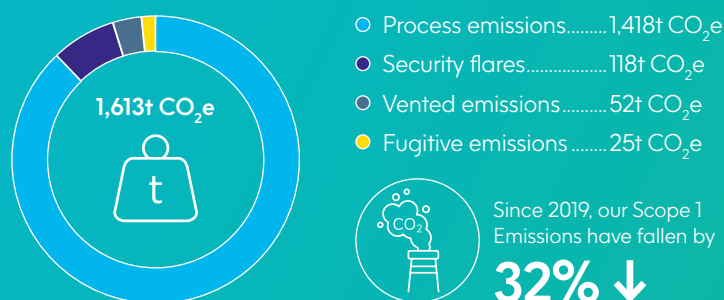 1,613t CO₂e
t
Process emissions.........1,418t CO₂e
Security flares..................118t CO₂e
Vented emissions..........52t CO₂e
Fugitive emissions........25t CO₂e
CO₂
Since 2019, our Scope 1
Emissions have fallen by
32% ↓